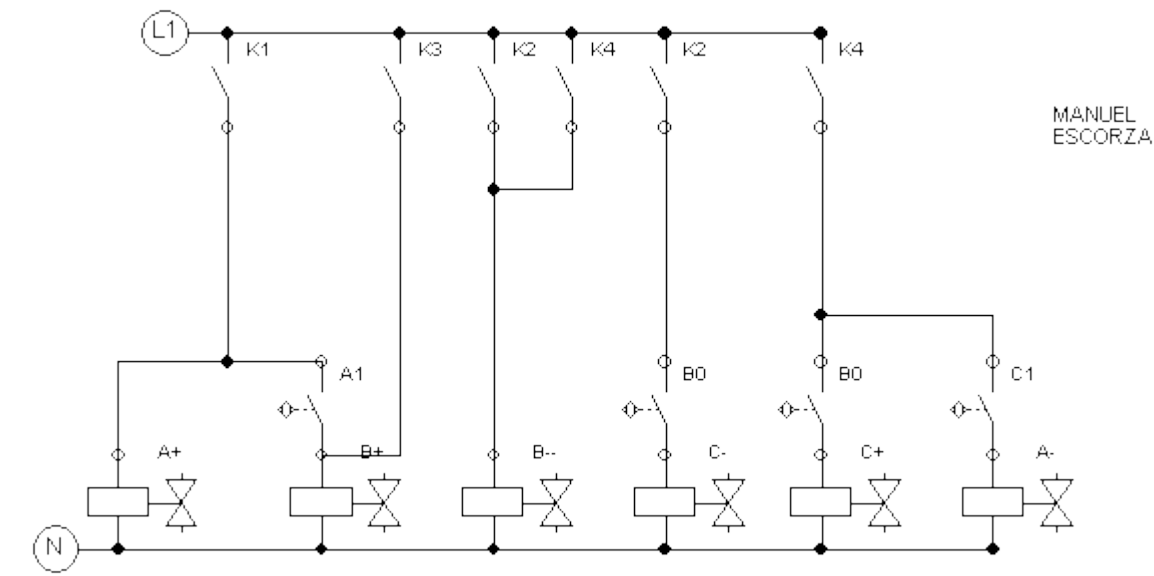 L1
K1 K3 K2 K4 K2 K4
MANUEL
ESCORZA
A1 B0 B0 C1
A+ B+ B-- C- C+ A-
N